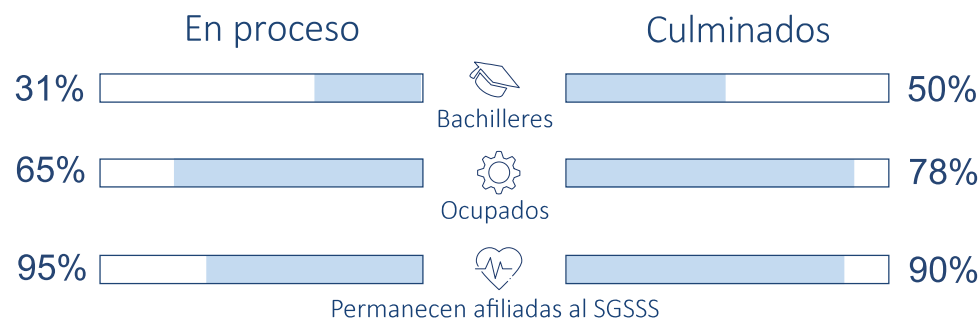 En proceso
Culminados
31%
50%
Bachilleres
65%
78%
Ocupados
95%
90%
Permanecen afiliadas al SGSSS